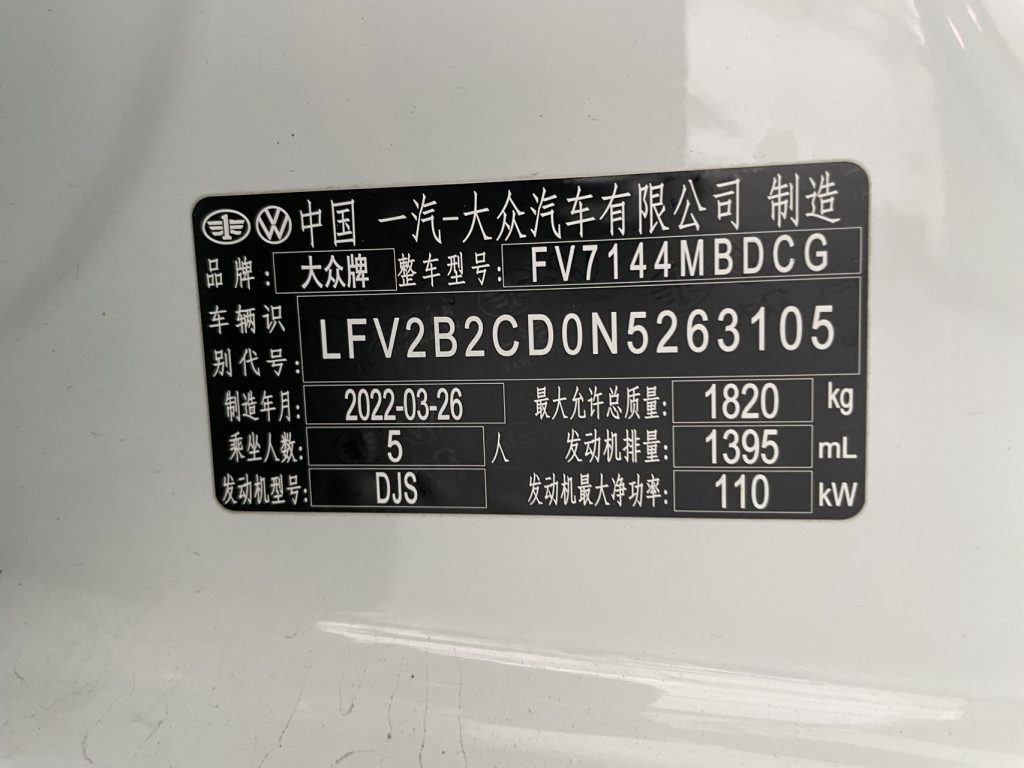 中国 一汽-大众汽车有限公司 制造
品牌: 大众牌 整车型号: FV7144MBDCG
车辆识别代号: LFV2B2CD0N5263105
制造年月: 2022-03-26 最大允许总质量: 1820 kg
乘坐人数: 5 人 发动机排量: 1395 mL
发动机型号: DJS 发动机最大净功率: 110 kW